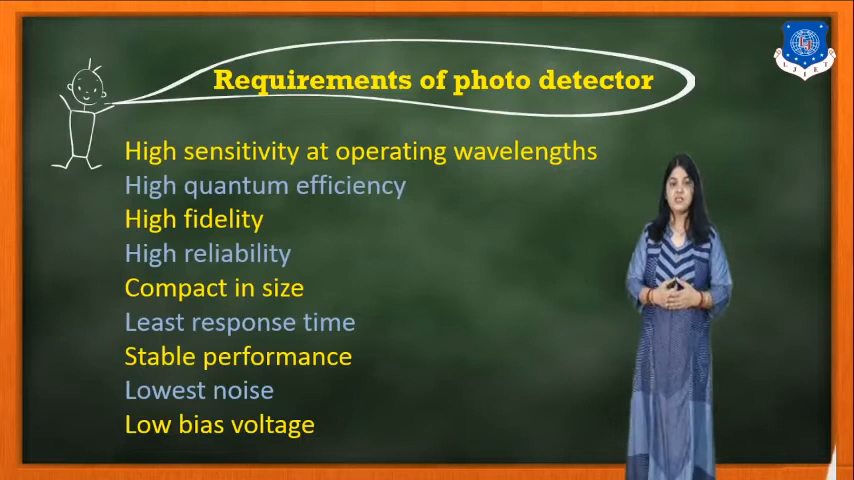 Requirements of photo detector
LJIET
High sensitivity at operating wavelengths
High quantum efficiency
High fidelity
High reliability
Compact in size
Least response time
Stable performance
Lowest noise
Low bias voltage